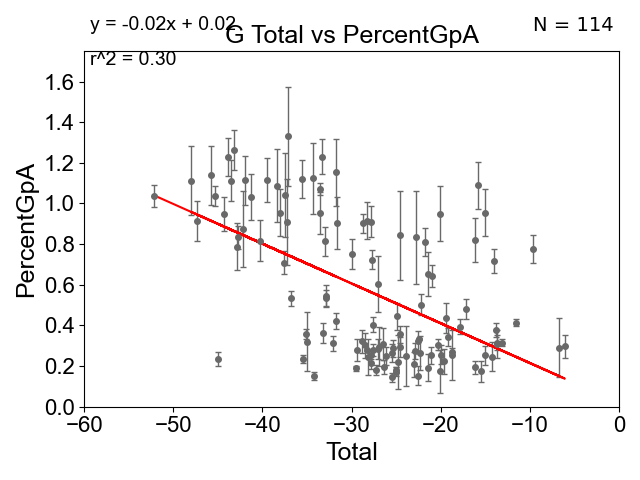 y = -0.02x + 0.02
N = 114
G Total vs PercentGpA
r^2 = 0.30
1.6
1.4
1.2
1.0
0.8
0.6
0.4
0.2
0.0
PercentGpA
−60 −50 −40 −30 −20 −10 0
Total